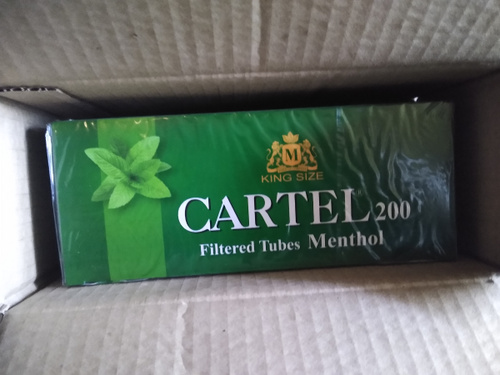 M
KING SIZE
CARTEL 200
Filtered Tubes Menthol